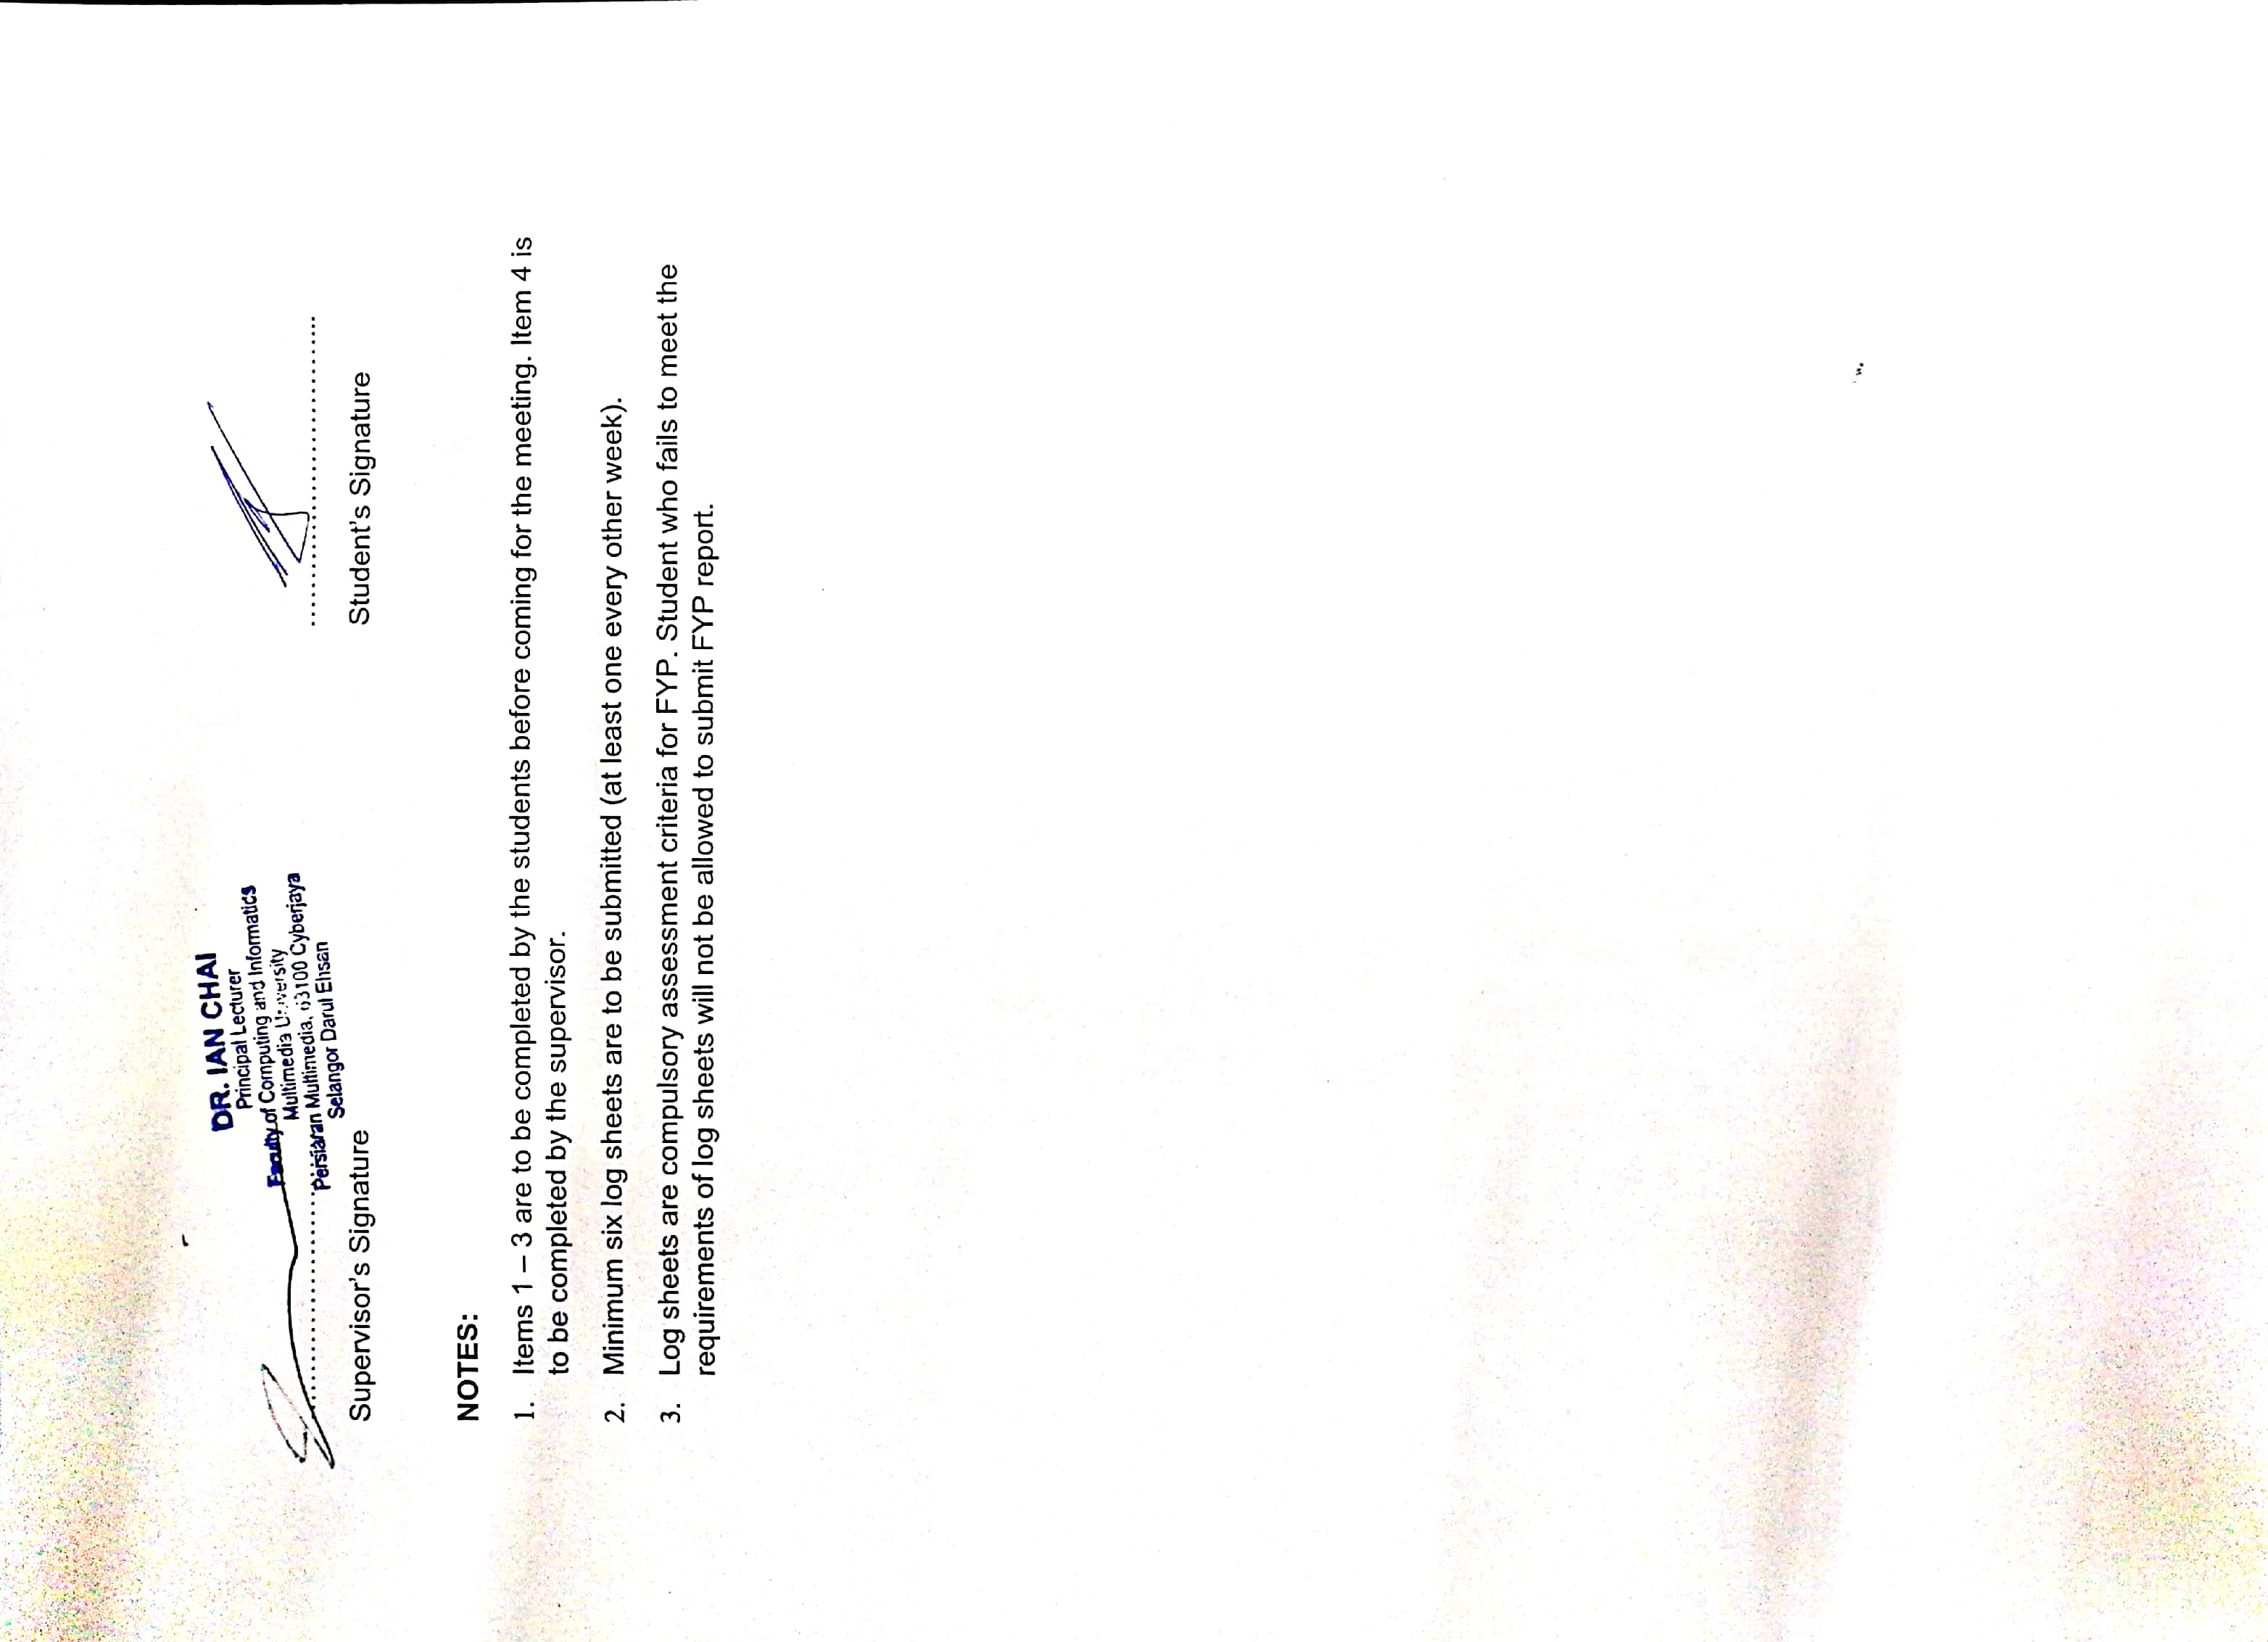 DR. IAN CHAI
Principal Lecturer
Faculty of Computing and Informatics
Multimedia University
Persiaran Multimedia, 63100 Cyberjaya
Selangor Darul Ehsan
Supervisor's Signature
Student's Signature
NOTES:
1. Items 1 – 3 are to be completed by the students before coming for the meeting. Item 4 is
to be completed by the supervisor.
2. Minimum six log sheets are to be submitted (at least one every other week).
3. Log sheets are compulsory assessment criteria for FYP. Student who fails to meet the
requirements of log sheets will not be allowed to submit FYP report.